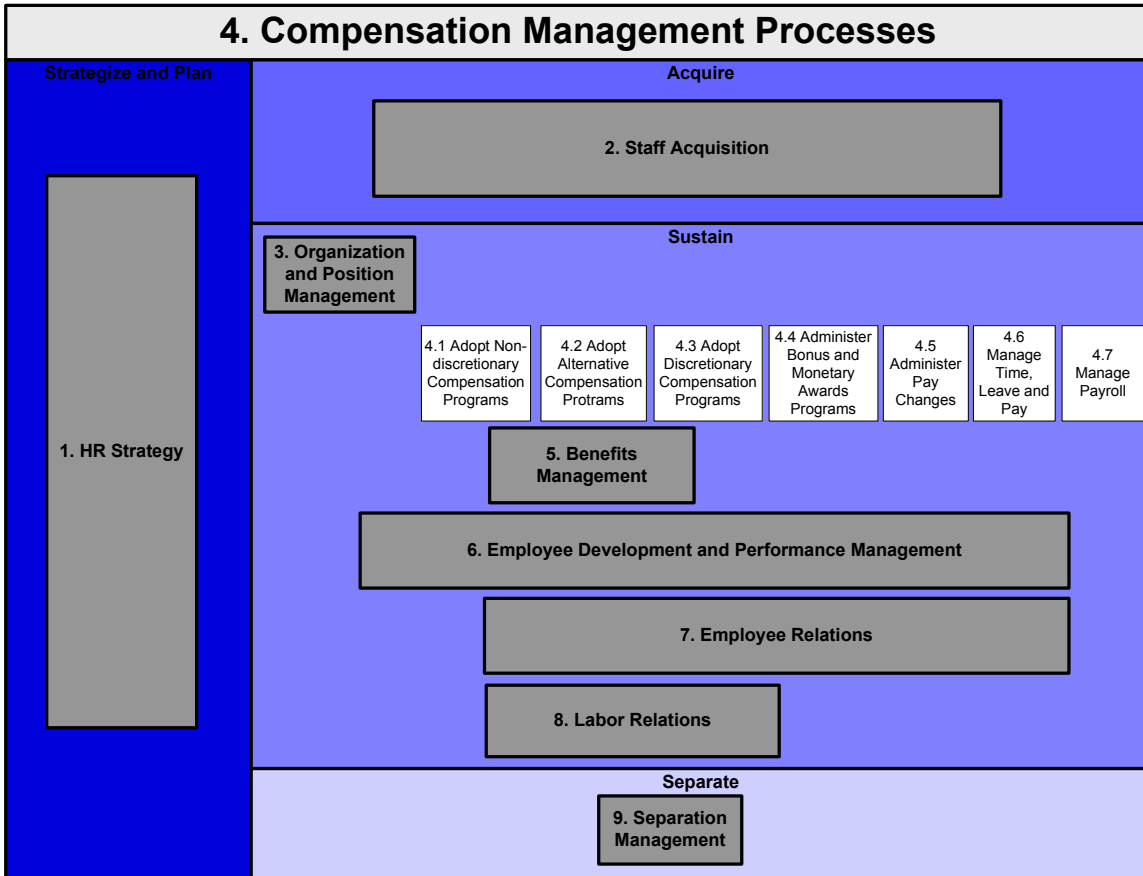 4. Compensation Management Processes
Strategize and Plan
Acquire
2. Staff Acquisition
Sustain
3. Organization
and Position
Management
4.1 Adopt Non-
discretionary
Compensation
Programs
4.2 Adopt
Alternative
Compensation
Protrams
4.3 Adopt
Discretionary
Compensation
Programs
4.4 Administer
Bonus and
Monetary
Awards
Programs
4.5
Administer
Pay
Changes
4.6
Manage
Time,
Leave and
Pay
4.7
Manage
Payroll
1. HR Strategy
5. Benefits
Management
6. Employee Development and Performance Management
7. Employee Relations
8. Labor Relations
Separate
9. Separation
Management